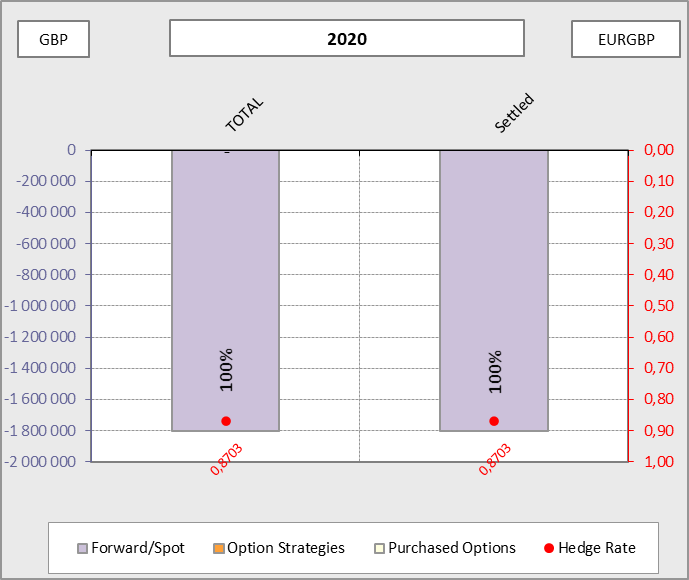 GBP
2020
EURGBP
TOTAL
Settled
0
-200 000
-400 000
-600 000
-800 000
-1 000 000
-1 200 000
-1 400 000
-1 600 000
-1 800 000
-2 000 000
0,00
0,10
0,20
0,30
0,40
0,50
0,60
0,70
0,80
0,90
1,00
100%
100%
0,8703
0,8703
Forward/Spot
Option Strategies
Purchased Options
Hedge Rate